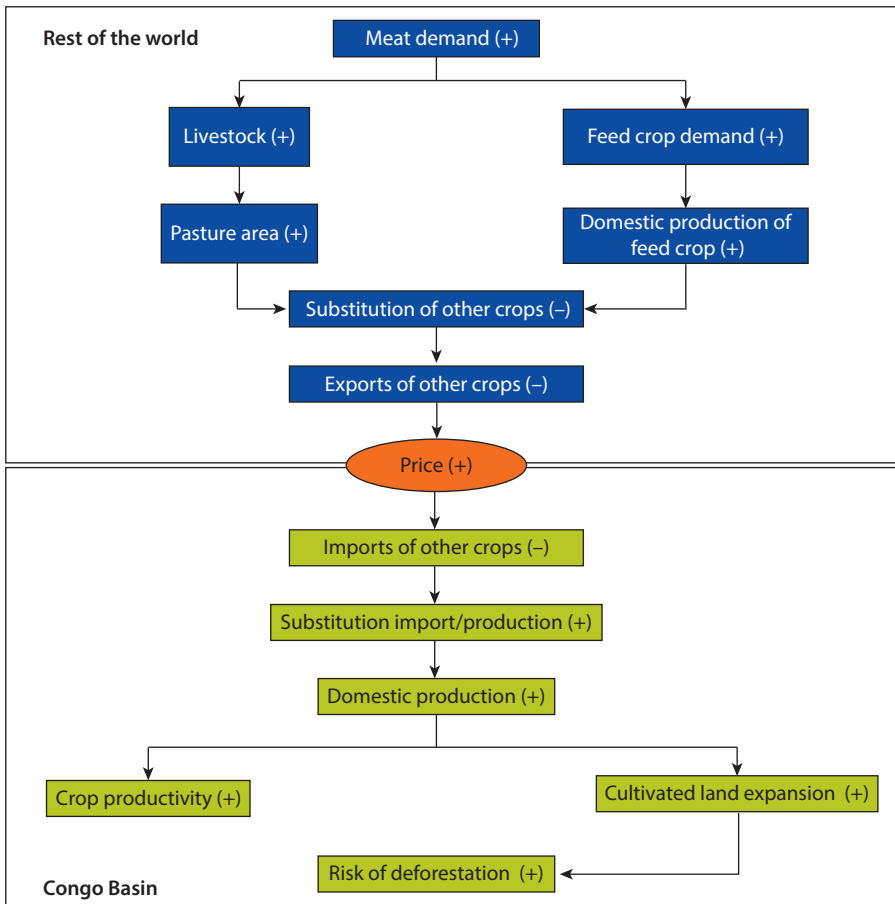 Rest of the world
Meat demand (+)
Livestock (+)
Feed crop demand (+)
Pasture area (+)
Domestic production of
feed crop (+)
Substitution of other crops (–)
Exports of other crops (–)
Price (+)
Imports of other crops (–)
Substitution import/production (+)
Domestic production (+)
Crop productivity (+)
Cultivated land expansion (+)
Risk of deforestation (+)
Congo Basin